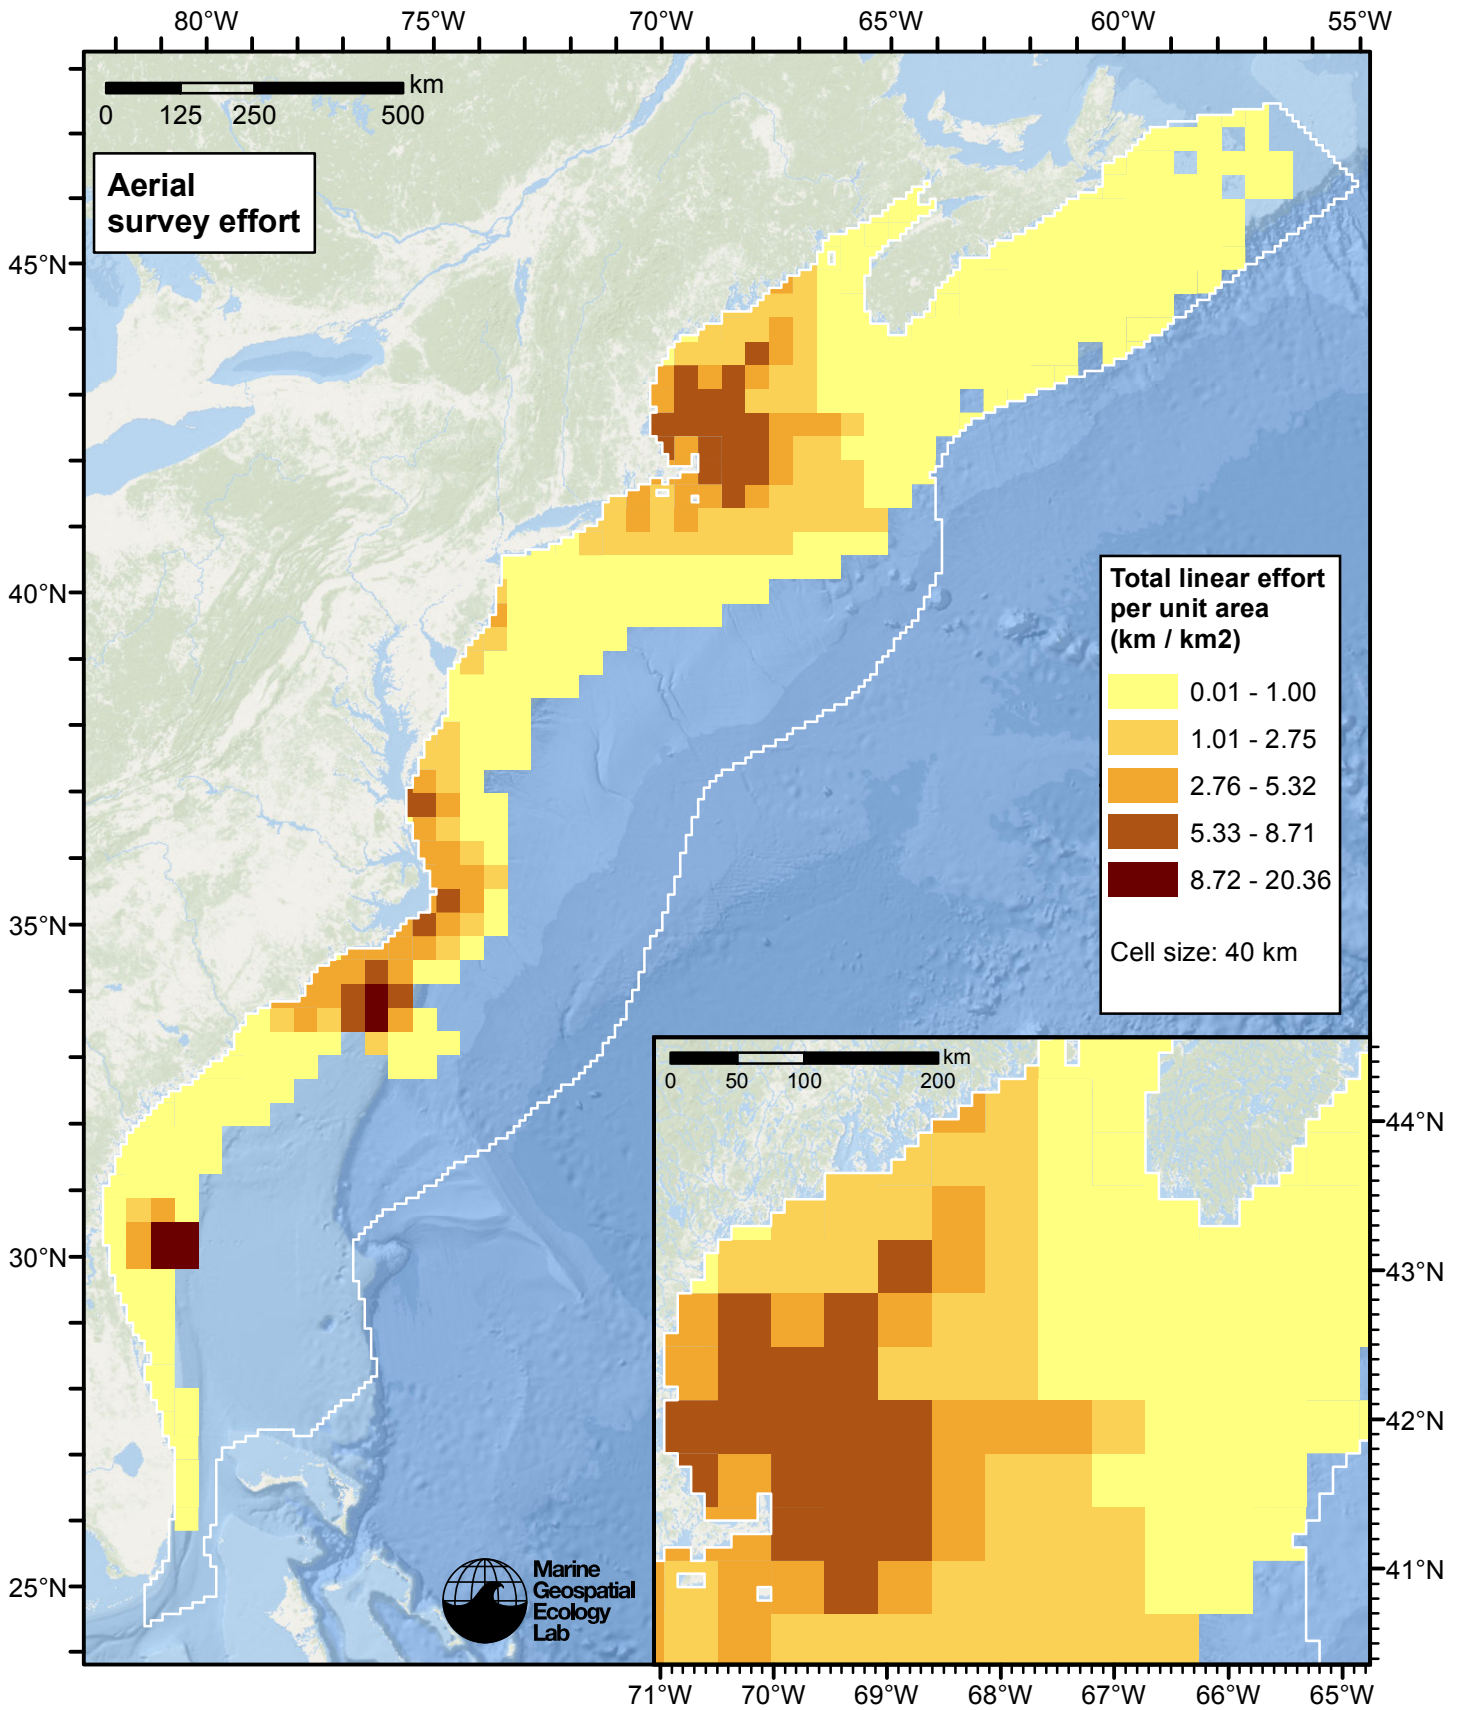 80°W 75°W 70°W 65°W 60°W 55°W
km
0 125 250 500
Aerial
survey effort
45°N
40°N
35°N
30°N
25°N
Total linear effort
per unit area
(km / km2)
0.01 - 1.00
1.01 - 2.75
2.76 - 5.32
5.33 - 8.71
8.72 - 20.36
Cell size: 40 km
km
0 50 100 200
44°N
43°N
42°N
41°N
Marine
Geospatial
Ecology
Lab
71°W 70°W 69°W 68°W 67°W 66°W 65°W